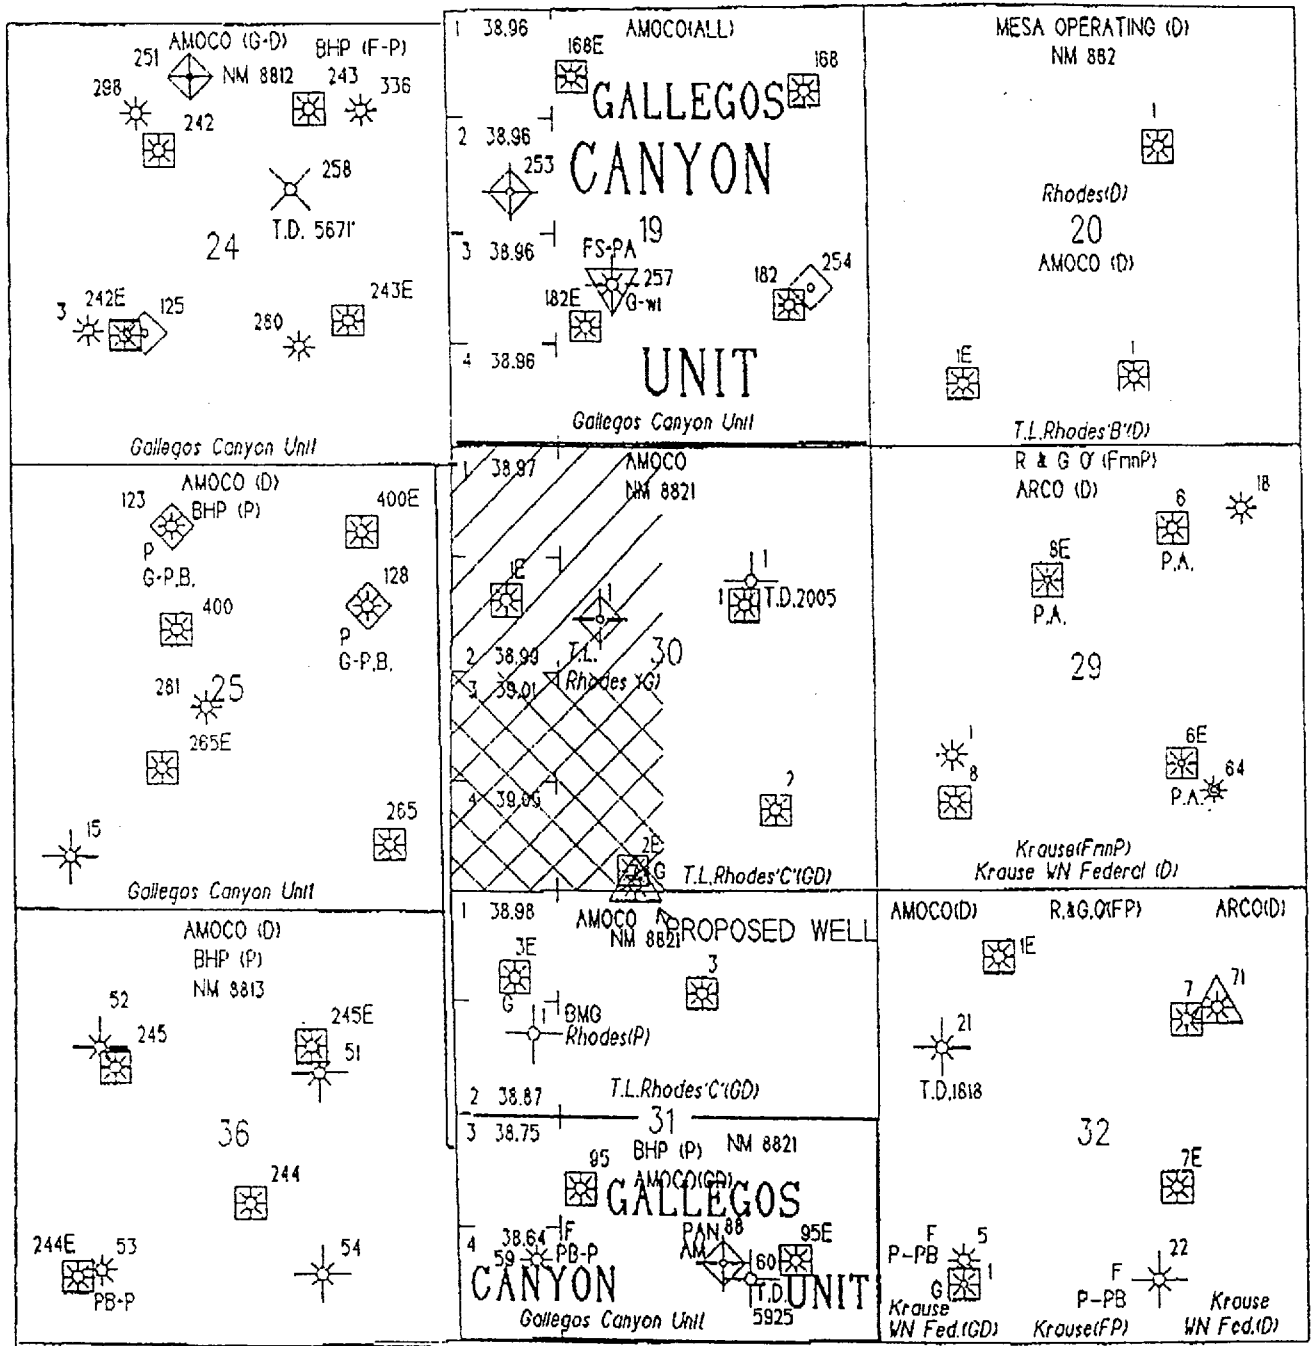 AMOCO (G-D)
BHP (F-P)
251
NM 8812
243
336
298
242
258
T.D. 5671'
24
3
242E
125
280
243E
Gallegos Canyon Unit
1 38.96
AMOCO(ALL)
168E
168
GALLEGOS
2 38.96
CANYON
253
19
3 38.96
FS-PA
257
182
254
182E
G-WI
4 38.96
UNIT
Gallegos Canyon Unit
MESA OPERATING (D)
NM 882
1
Rhodes(D)
20
AMOCO (D)
1E
1
T.L.Rhodes'B'(D)
AMOCO (D)
123
BHP (P)
400E
P
G-P.B.
128
400
P
G-P.B.
281
25
265E
15
265
Gallegos Canyon Unit
1 38.97
AMOCO
NM 8821
1E
1
1
1
T.D.2005
2 38.99
T.L.
30
3 39.01
Rhodes (G)
4 39.05
2
2E
G
T.L.Rhodes'C'(GD)
R & G O' (FmnP)
ARCO (D)
6
18
8E
P.A.
P.A.
29
1
8
6E
64
P.A.
Krause(FmnP)
Krause WN Federal (D)
AMOCO (D)
BHP (P)
NM 8813
52
245
245E
51
36
244
244E
53
54
PB-P
1 38.98
AMOCO
NM 8821
PROPOSED WELL
3E
3
G
1
BMG
Rhodes(P)
2 38.87
T.L.Rhodes'C'(GD)
31
3 38.75
BHP (P)
NM 8821
95
AMOCO(GD)
GALLEGOS
4 38.64
F
PAN
88
59
PB-P
AM
60
95E
CANYON
T.D.
UNIT
Gallegos Canyon Unit
5925
AMOCO(D)
R.&G.O'(FP)
ARCO(D)
1E
7
71
21
T.D.1818
32
7E
F
5
P-PB
22
G
1
F
P-PB
Krause
WN Fed.(GD)
Krause(FP)
Krause
WN Fed.(D)